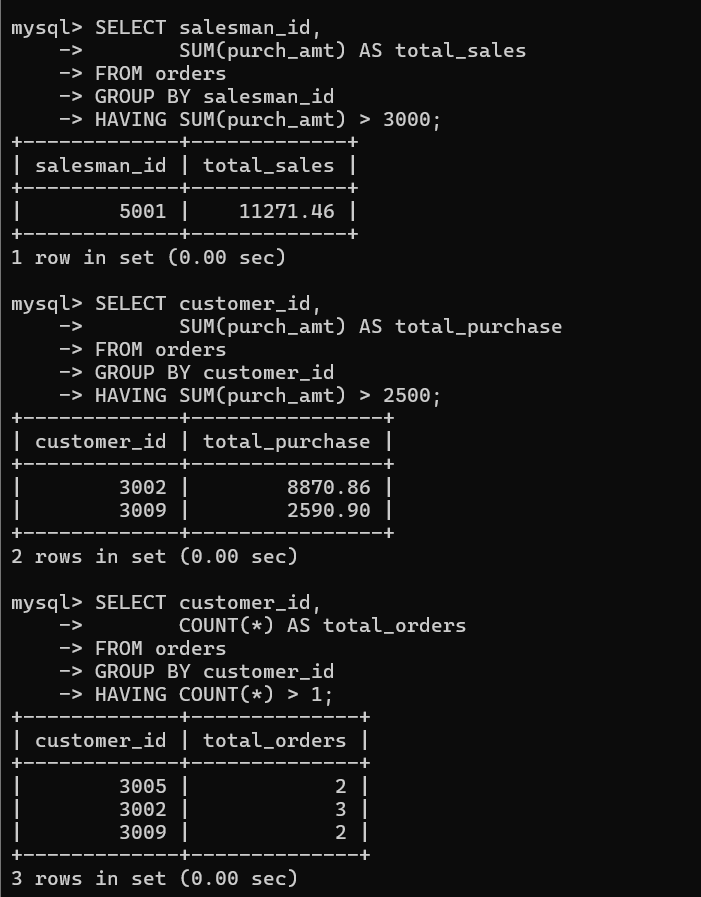 mysql> SELECT salesman_id,
    ->        SUM(purch_amt) AS total_sales
    -> FROM orders
    -> GROUP BY salesman_id
    -> HAVING SUM(purch_amt) > 3000;
+-------------+-------------+
| salesman_id | total_sales |
+-------------+-------------+
|        5001 |    11271.46 |
+-------------+-------------+
1 row in set (0.00 sec)

mysql> SELECT customer_id,
    ->        SUM(purch_amt) AS total_purchase
    -> FROM orders
    -> GROUP BY customer_id
    -> HAVING SUM(purch_amt) > 2500;
+-------------+----------------+
| customer_id | total_purchase |
+-------------+----------------+
|        3002 |        8870.86 |
|        3009 |        2590.90 |
+-------------+----------------+
2 rows in set (0.00 sec)

mysql> SELECT customer_id,
    ->        COUNT(*) AS total_orders
    -> FROM orders
    -> GROUP BY customer_id
    -> HAVING COUNT(*) > 1;
+-------------+--------------+
| customer_id | total_orders |
+-------------+--------------+
|        3005 |            2 |
|        3002 |            3 |
|        3009 |            2 |
+-------------+--------------+
3 rows in set (0.00 sec)